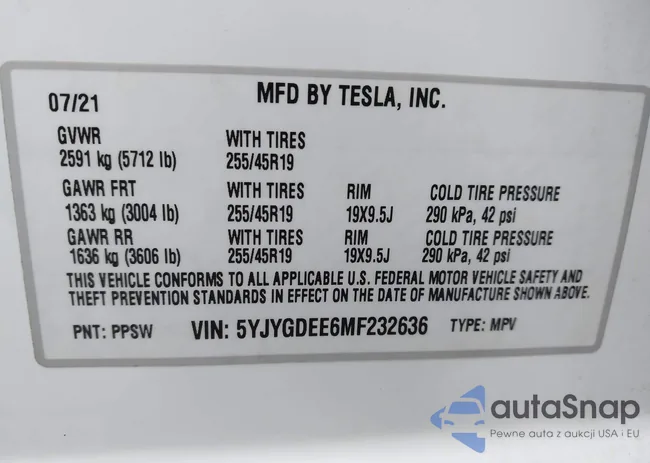 07/21 MFD BY TESLA, INC.
GVWR WITH TIRES
2591 kg (5712 lb) 255/45R19
GAWR FRT WITH TIRES RIM COLD TIRE PRESSURE
1363 kg (3004 lb) 255/45R19 19X9.5J 290 kPa, 42 psi
GAWR RR WITH TIRES RIM COLD TIRE PRESSURE
1636 kg (3606 lb) 255/45R19 19X9.5J 290 kPa, 42 psi
THIS VEHICLE CONFORMS TO ALL APPLICABLE U.S. FEDERAL MOTOR VEHICLE SAFETY AND
THEFT PREVENTION STANDARDS IN EFFECT ON THE DATE OF MANUFACTURE SHOWN ABOVE.
PNT: PPSW VIN: 5YJYGDEE6MF232636 TYPE: MPV
autaSnap
Pewne auta z aukcji USA i EU